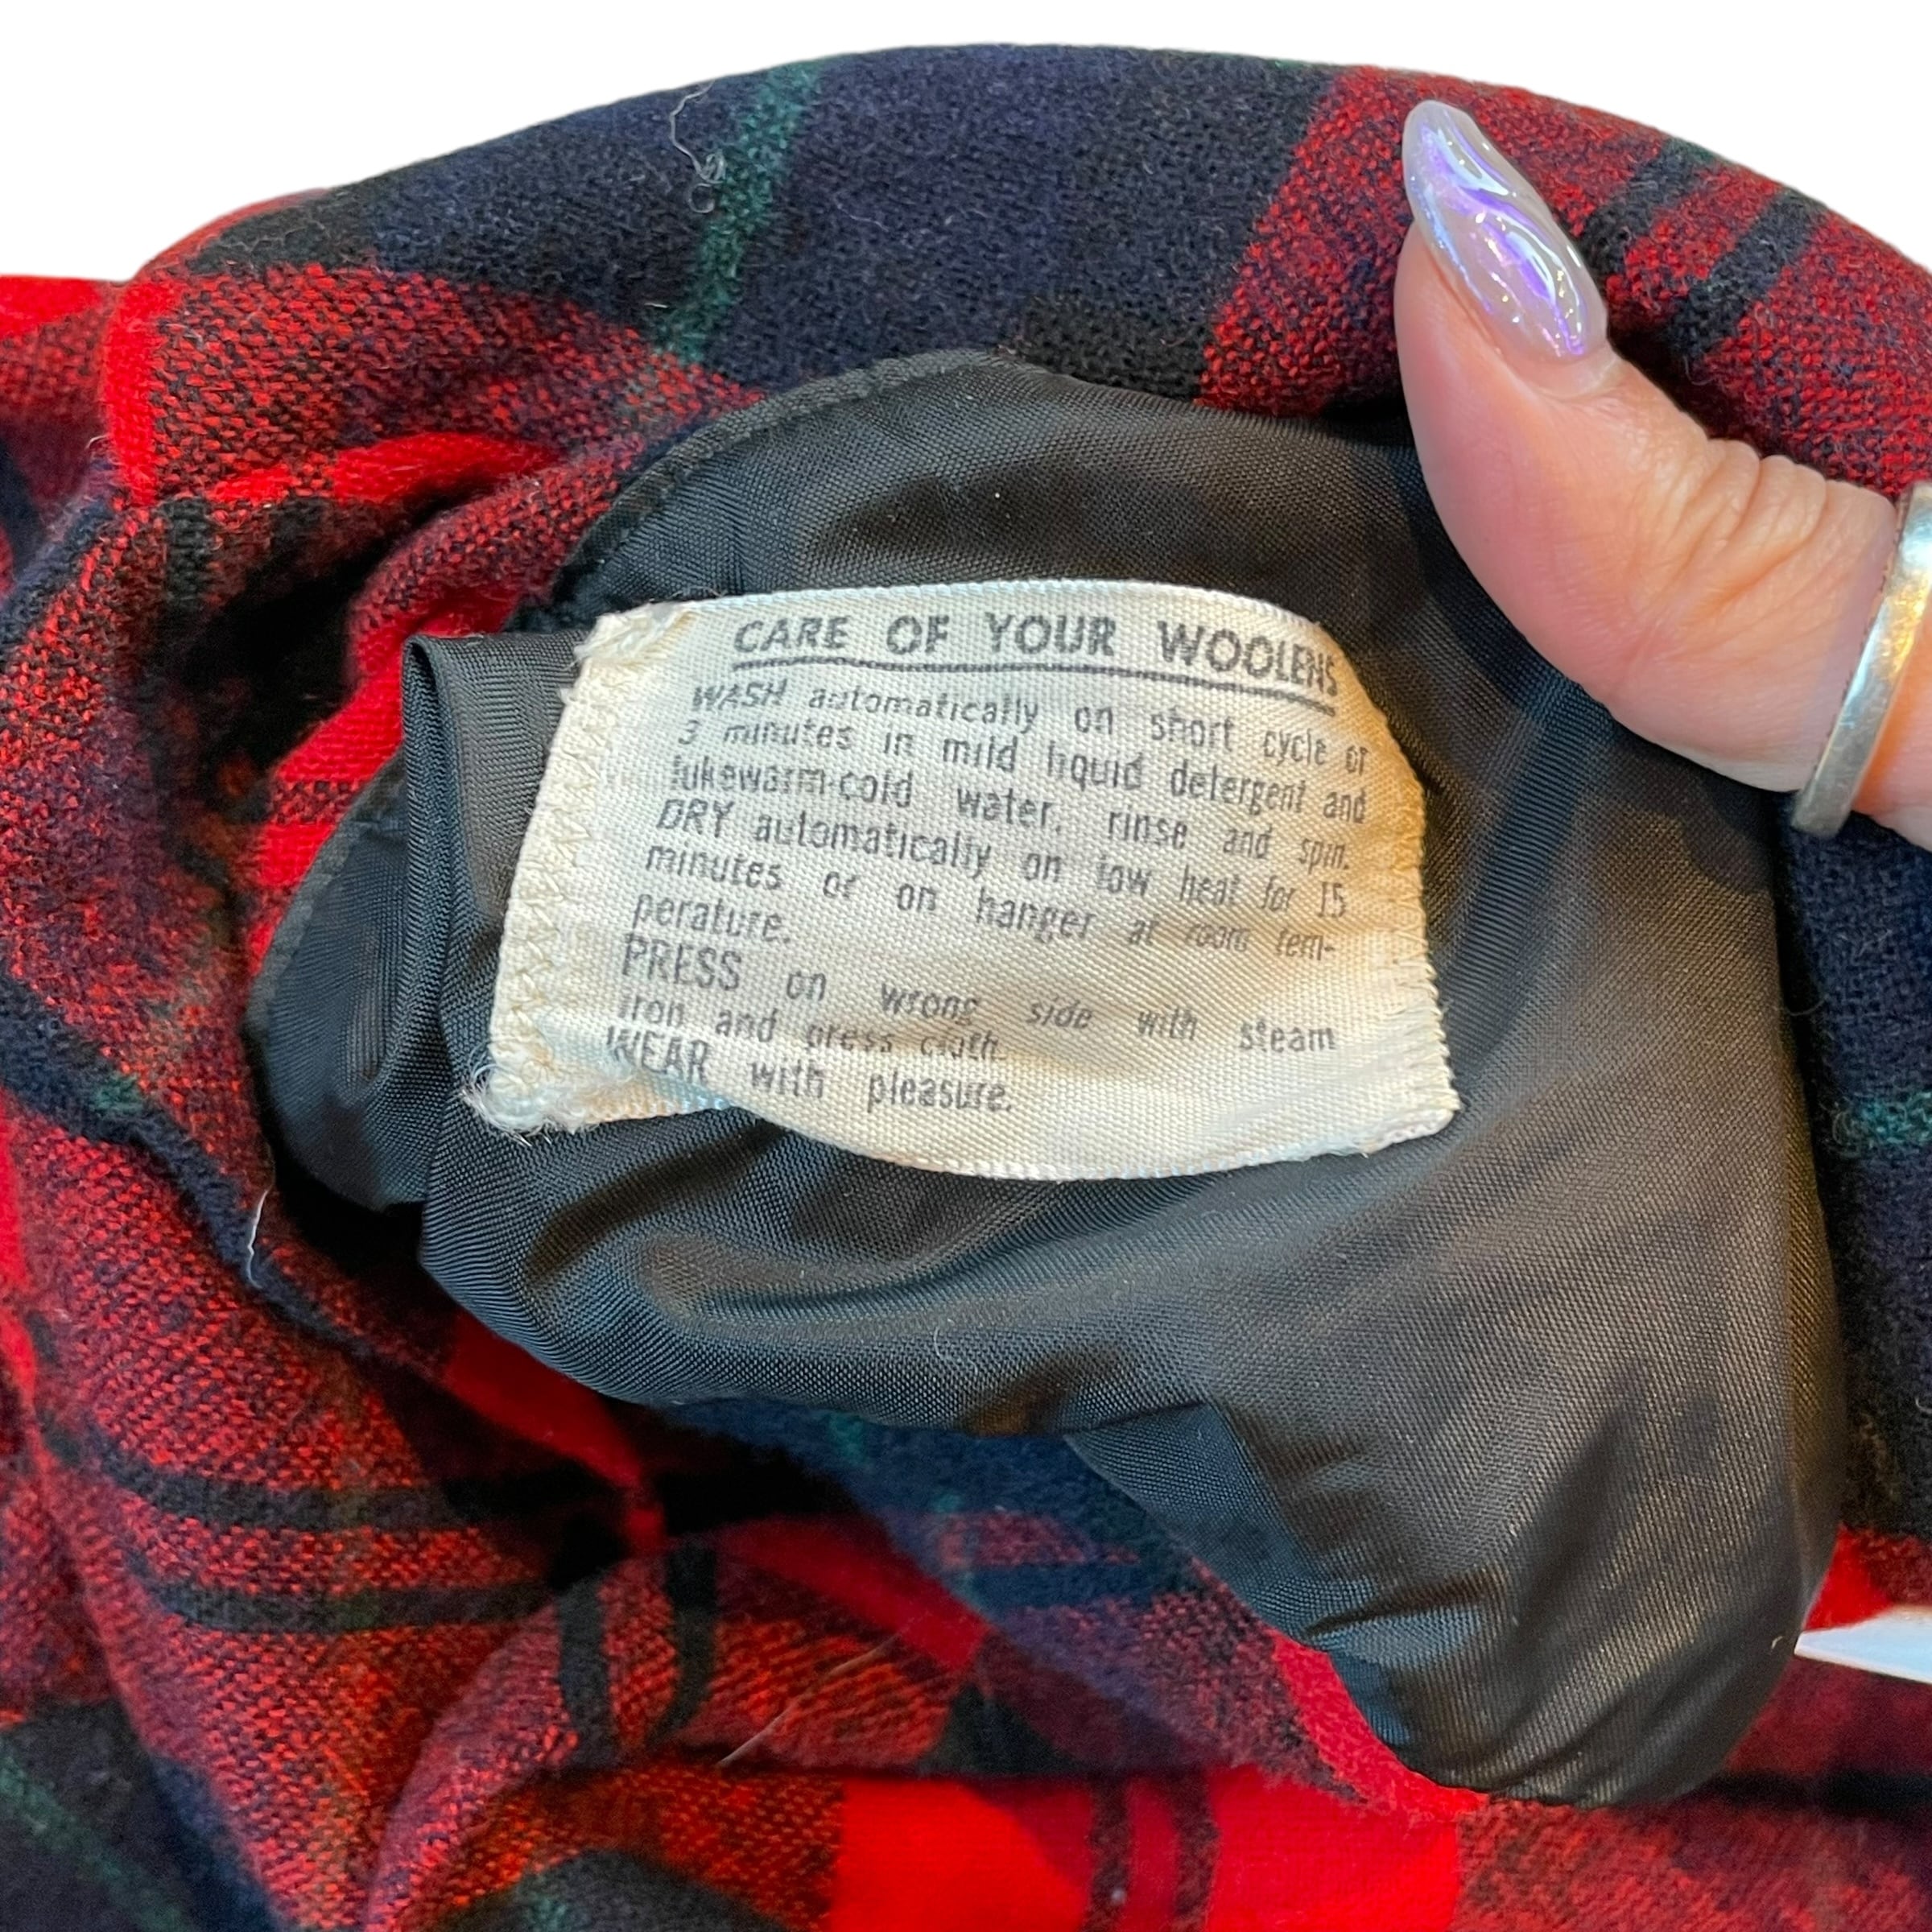 CARE OF YOUR WOOLENS
WASH automatically on short cycle or
3 minutes in mild liquid detergent and
lukewarm-cold water, rinse and spin.
DRY automatically on low heat for 15
minutes or on hanger at room tem-
perature.
PRESS on wrong side with steam
iron and press cloth.
WEAR with pleasure.